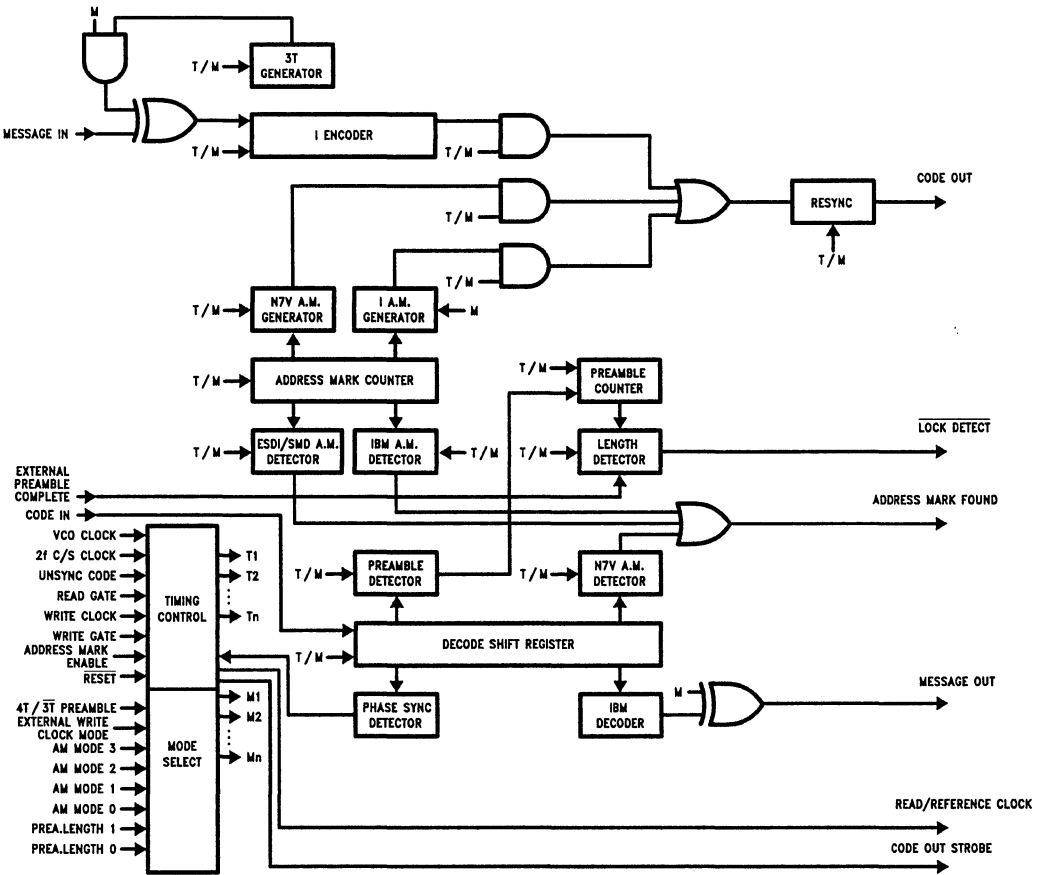 M
3T
GENERATOR
T/M
MESSAGE IN
I ENCODER
T/M
T/M
CODE OUT
T/M
RESYNC
T/M
T/M
T/M
N7V A.M.
GENERATOR
I A.M.
GENERATOR
M
T/M
ADDRESS MARK COUNTER
T/M
PREAMBLE
COUNTER
T/M
ESDI/SMD A.M.
DETECTOR
IBM A.M.
DETECTOR
T/M
T/M
LENGTH
DETECTOR
LOCK DETECT
EXTERNAL
PREAMBLE
COMPLETE
CODE IN
ADDRESS MARK FOUND
VCO CLOCK
2f C/S CLOCK
UNSYNC CODE
READ GATE
WRITE CLOCK
WRITE GATE
ADDRESS MARK
ENABLE
RESET
TIMING
CONTROL
T1
T2
Tn
T/M
PREAMBLE
DETECTOR
T/M
N7V A.M.
DETECTOR
T/M
DECODE SHIFT REGISTER
PHASE SYNC
DETECTOR
IBM
DECODER
M
MESSAGE OUT
4T/3T PREAMBLE
EXTERNAL WRITE
CLOCK MODE
AM MODE 3
AM MODE 2
AM MODE 1
AM MODE 0
PREA.LENGTH 1
PREA.LENGTH 0
MODE
SELECT
M1
M2
Mn
READ/REFERENCE CLOCK
CODE OUT STROBE